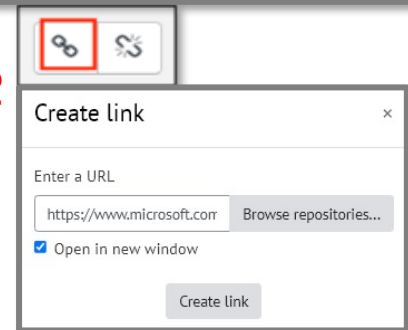 Create link ×
Enter a URL
https://www.microsoft.com Browse repositories...
Open in new window
Create link